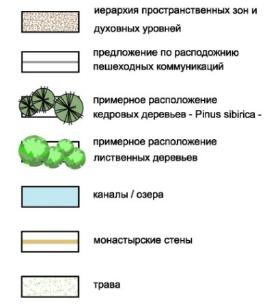 иерархия пространственных зон и
духовных уровней
предложение по расподожнию
пешеходных коммуникаций
примерное расположение
кедровых деревьев - Pinus sibirica -
примерное расположение
лиственных деревьев
каналы / озера
монастырские стены
трава